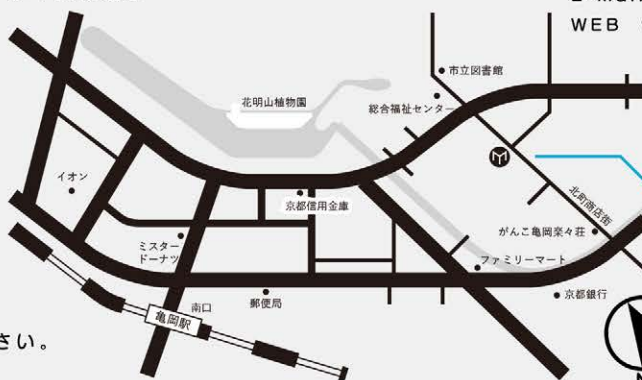 WEB
市立図書館
花明山植物園
総合福祉センター
イオン
京都信用金庫
北町商店街
がんこ亀岡楽々荘
ミスター
ドーナツ
ファミリーマート
郵便局
京都銀行
南口
亀岡駅
さい。